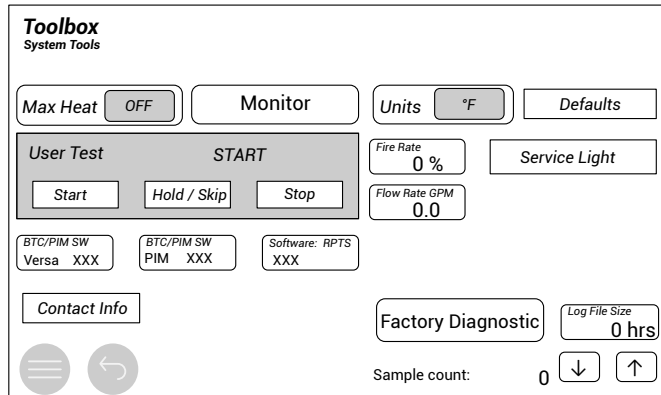 Toolbox
System Tools
Max Heat OFF Monitor Units °F Defaults
User Test START
Start Hold / Skip Stop
Fire Rate
0 %
Service Light
Flow Rate GPM
0.0
BTC/PIM SW
Versa XXX
BTC/PIM SW
PIM XXX
Software: RPTS
XXX
Contact Info
Factory Diagnostic
Log File Size
0 hrs
Sample count: 0